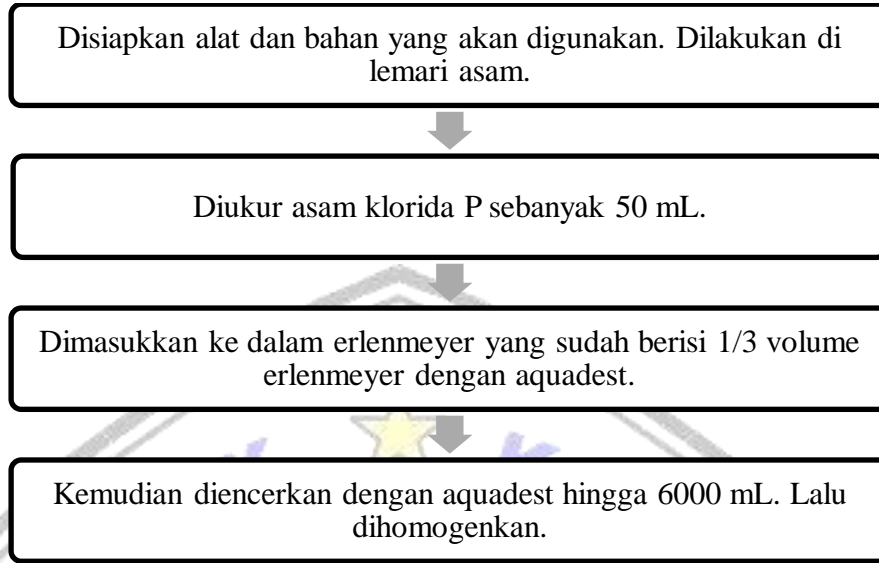 Disiapkan alat dan bahan yang akan digunakan. Dilakukan di
lemari asam.
Diukur asam klorida P sebanyak 50 mL.
Dimasukkan ke dalam erlenmeyer yang sudah berisi 1/3 volume
erlenmeyer dengan aquadest.
Kemudian diencerkan dengan aquadest hingga 6000 mL. Lalu
dihomogenkan.